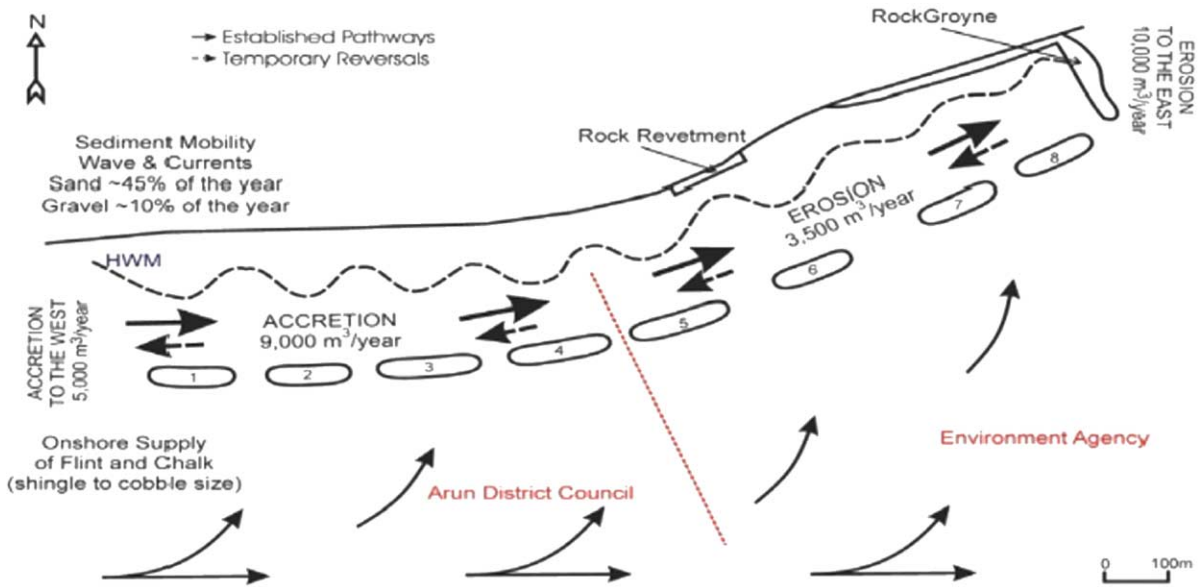 N
Established Pathways
Temporary Reversals
RockGroyne
EROSION
TO THE EAST
10,000 m³/year
Sediment Mobility
Wave & Currents
Sand ~45% of the year
Gravel ~10% of the year
Rock Revetment
HWM
EROSION
3,500 m³/year
8
7
6
5
4
3
2
1
ACCRETION
9,000 m³/year
ACCRETION
TO THE WEST
5,000 m³/year
Onshore Supply
of Flint and Chalk
(shingle to cobble size)
Arun District Council
Environment Agency
0 100m